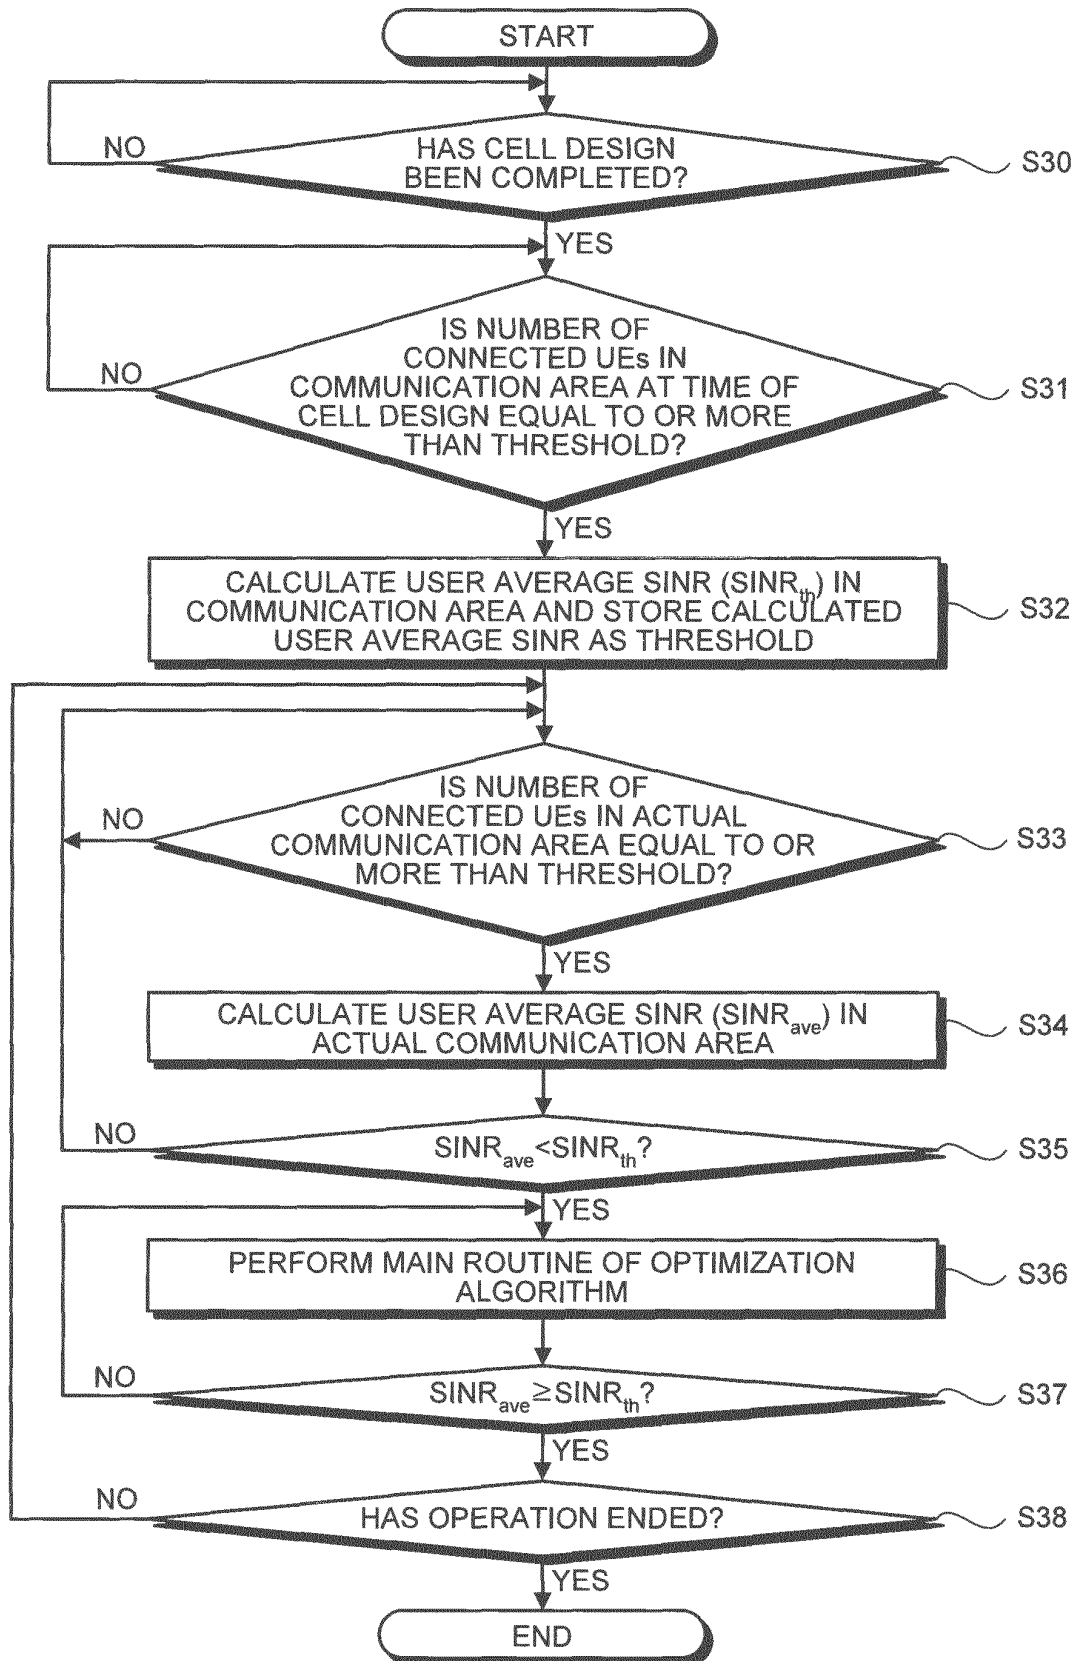 START
NO
HAS CELL DESIGN
BEEN COMPLETED?
S30
YES
NO
IS NUMBER OF
CONNECTED UEs IN
COMMUNICATION AREA AT TIME OF
CELL DESIGN EQUAL TO OR MORE
THAN THRESHOLD?
S31
YES
CALCULATE USER AVERAGE SINR (SINRth) IN
COMMUNICATION AREA AND STORE CALCULATED
USER AVERAGE SINR AS THRESHOLD
S32
NO
IS NUMBER OF
CONNECTED UEs IN ACTUAL
COMMUNICATION AREA EQUAL TO OR
MORE THAN THRESHOLD?
S33
YES
CALCULATE USER AVERAGE SINR (SINRave) IN
ACTUAL COMMUNICATION AREA
S34
NO
SINRave<SINRth?
S35
YES
PERFORM MAIN ROUTINE OF OPTIMIZATION
ALGORITHM
S36
NO
SINRave≥SINRth?
S37
YES
NO
HAS OPERATION ENDED?
S38
YES
END